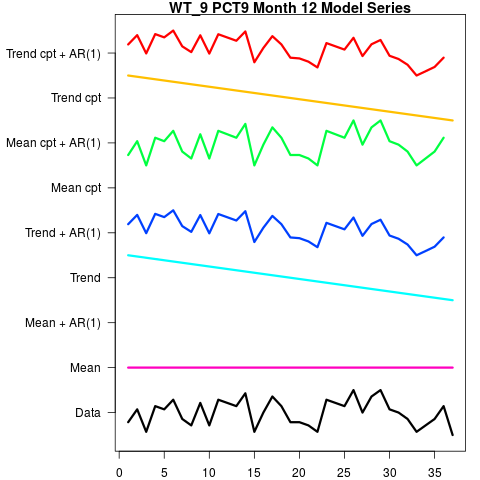 WT_9 PCT9 Month 12 Model Series
Trend cpt + AR(1)
Trend cpt
Mean cpt + AR(1)
Mean cpt
Trend + AR(1)
Trend
Mean + AR(1)
Mean
Data
0 5 10 15 20 25 30 35